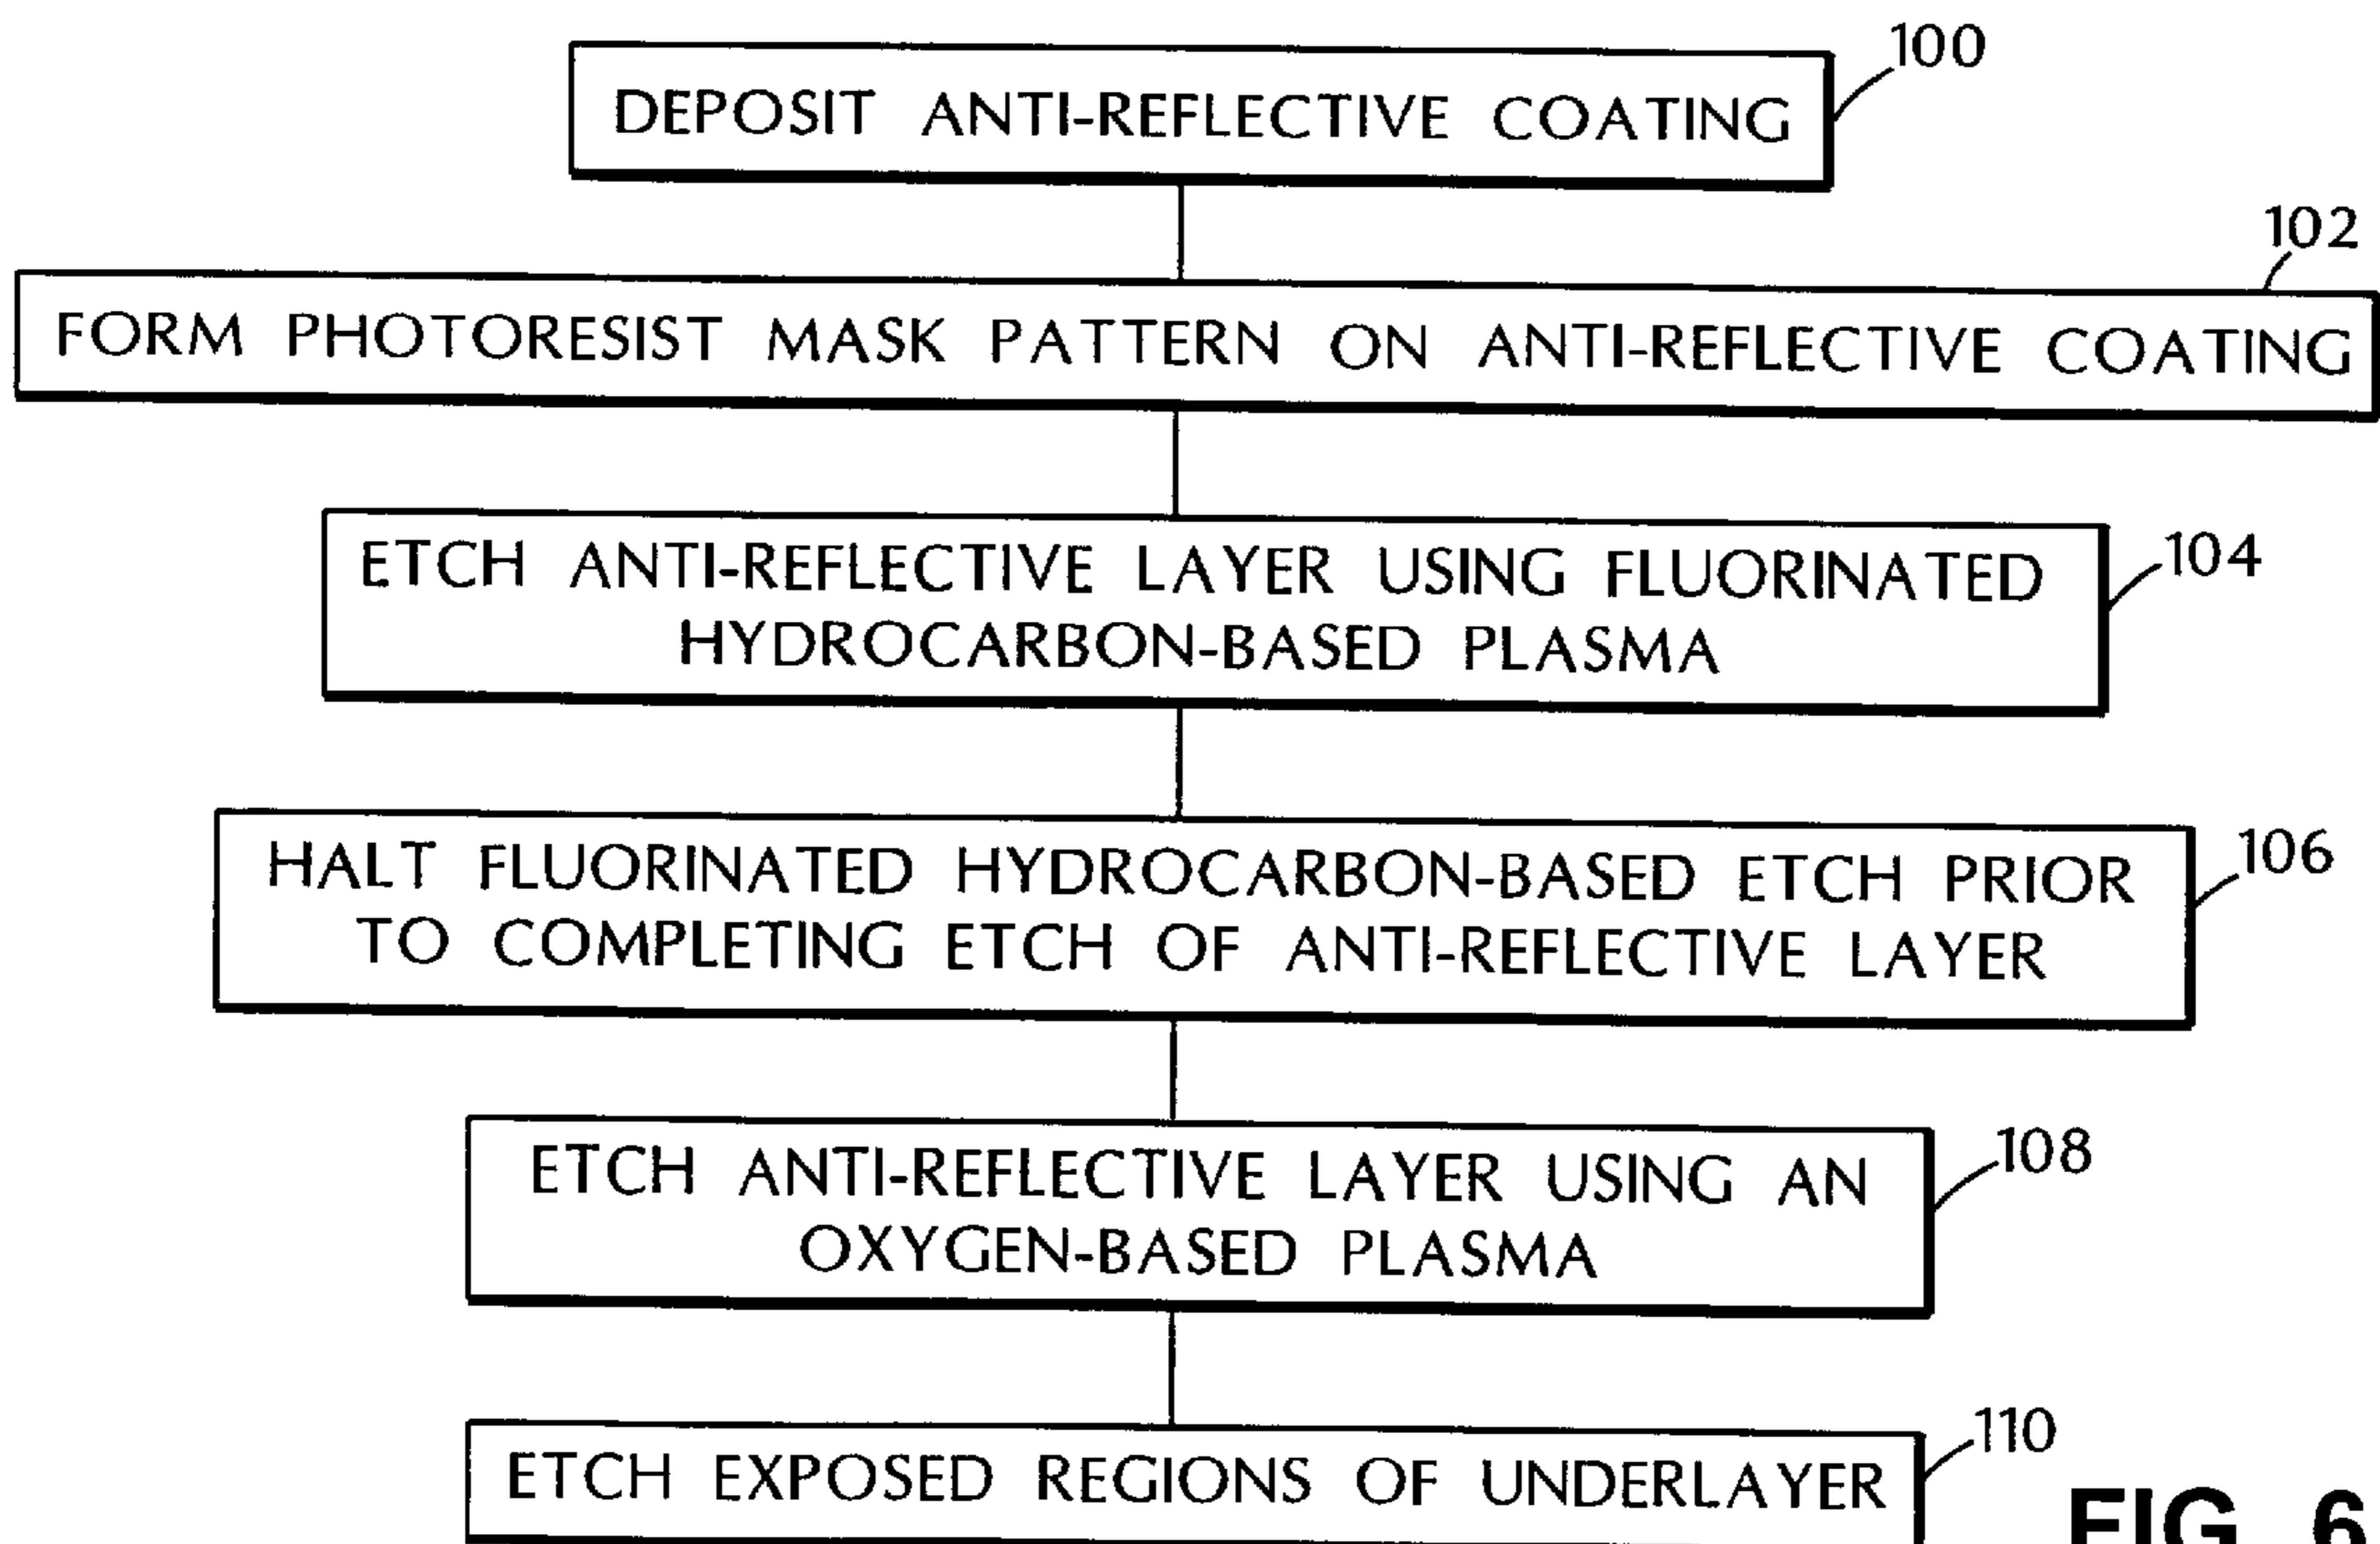 100
DEPOSIT ANTI-REFLECTIVE COATING
102
FORM PHOTORESIST MASK PATTERN ON ANTI-REFLECTIVE COATING
ETCH ANTI-REFLECTIVE LAYER USING FLUORINATED
HYDROCARBON-BASED PLASMA
104
HALT FLUORINATED HYDROCARBON-BASED ETCH PRIOR
TO COMPLETING ETCH OF ANTI-REFLECTIVE LAYER
106
ETCH ANTI-REFLECTIVE LAYER USING AN
OXYGEN-BASED PLASMA
108
110
ETCH EXPOSED REGIONS OF UNDERLAYER
FIG. 6